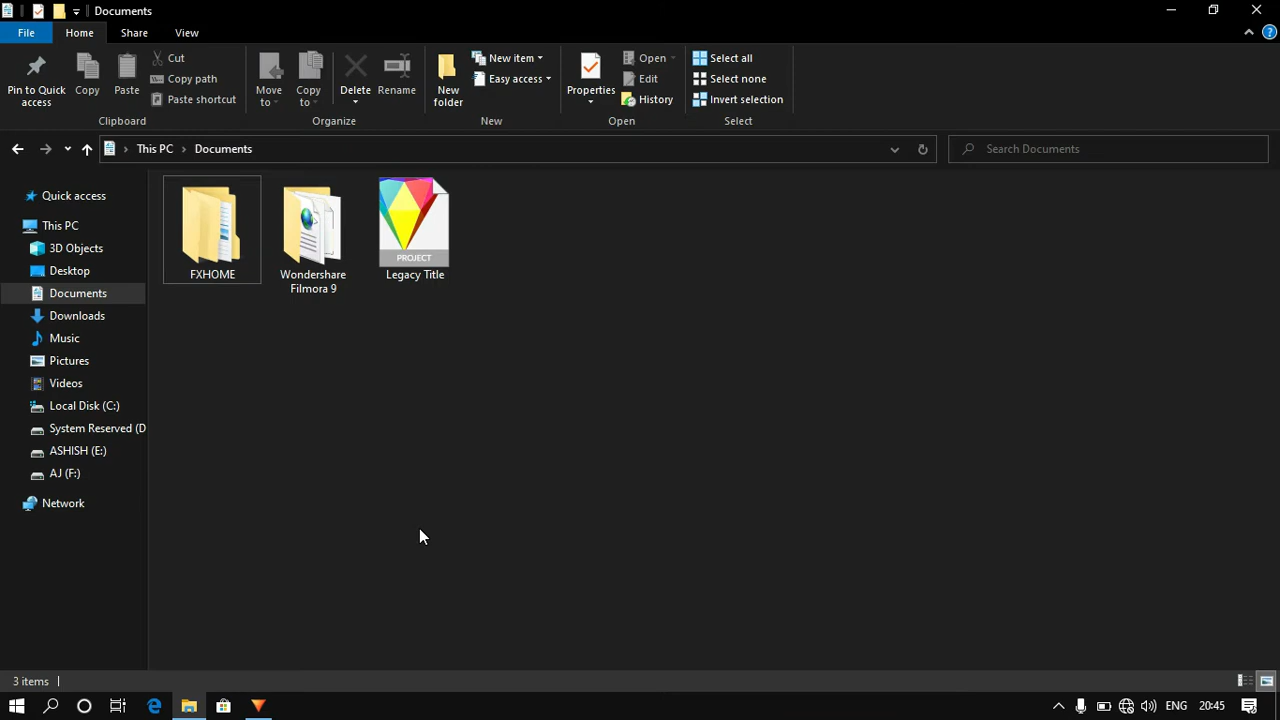 Documents
File
Home
Share
View
Pin to Quick access
Copy
Paste
Cut
Copy path
Paste shortcut
Clipboard
Move to
Copy to
Delete
Rename
Organize
New folder
New item
Easy access
New
Properties
Open
Edit
History
Open
Select all
Select none
Invert selection
Select
This PC
Documents
Search Documents
Quick access
This PC
3D Objects
Desktop
Documents
Downloads
Music
Pictures
Videos
Local Disk (C:)
System Reserved (D
ASHISH (E:)
AJ (F:)
Network
FXHOME
Wondershare
Filmora 9
PROJECT
Legacy Title
3 items
ENG
20:45